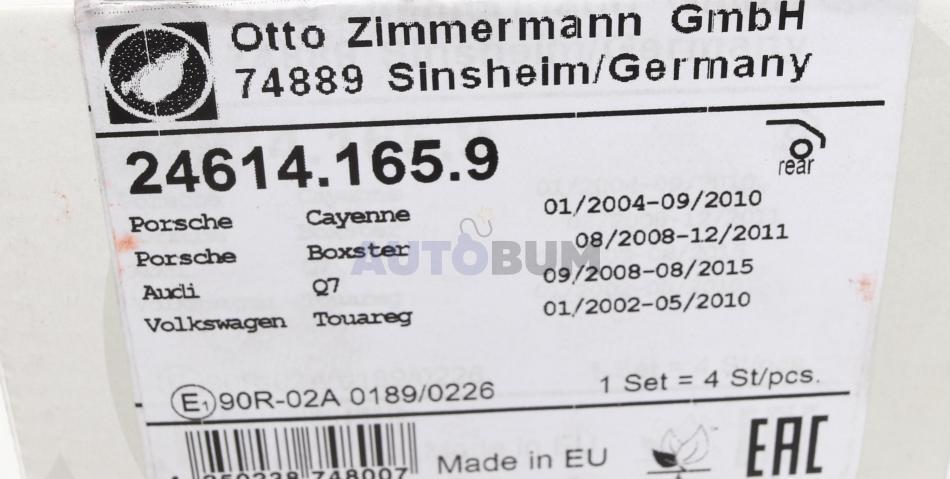 Otto Zimmermann GmbH
74889 Sinsheim/Germany
24614.165.9
rear
Porsche Cayenne 01/2004-09/2010
Porsche Boxster 08/2008-12/2011
Audi Q7 09/2008-08/2015
Volkswagen Touareg 01/2002-05/2010
AUTOBUM
E1 90R-02A 0189/0226
1 Set = 4 St/pcs.
748007
Made in EU
EAC